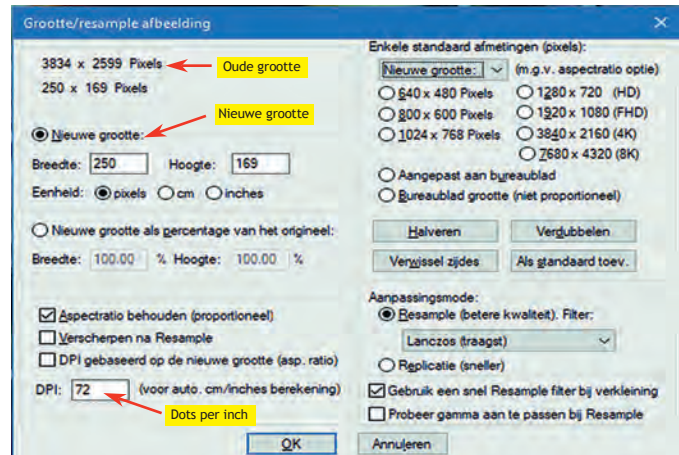 Grootte/resample afbeelding
3834 x 2599 Pixels
Oude grootte
250 x 169 Pixels
Nieuwe grootte
Nieuwe grootte:
Breedte: 250 Hoogte: 169
Eenheid: pixels cm inches
Nieuwe grootte als percentage van het origineel:
Breedte: 100.00 % Hoogte: 100.00 %
Aspectratio behouden (proportioneel)
Verscherpen na Resample
DPI gebaseerd op de nieuwe grootte (asp. ratio)
DPI: 72 (voor auto. cm/inches berekening)
Dots per inch
Enkele standaard afmetingen (pixels):
Nieuwe grootte: (m.g.v. aspectratio optie)
640 x 480 Pixels 1280 x 720 (HD)
800 x 600 Pixels 1920 x 1080 (FHD)
1024 x 768 Pixels 3840 x 2160 (4K)
7680 x 4320 (8K)
Aangepast aan bureaublad
Bureaublad grootte (niet proportioneel)
Halveren Verdubbelen
Verwissel zijdes Als standaard toev.
Aanpassingsmode:
Resample (betere kwaliteit). Filter:
Lanczos (traagst)
Replicatie (sneller)
Gebruik een snel Resample filter bij verkleining
Probeer gamma aan te passen bij Resample
OK Annuleren